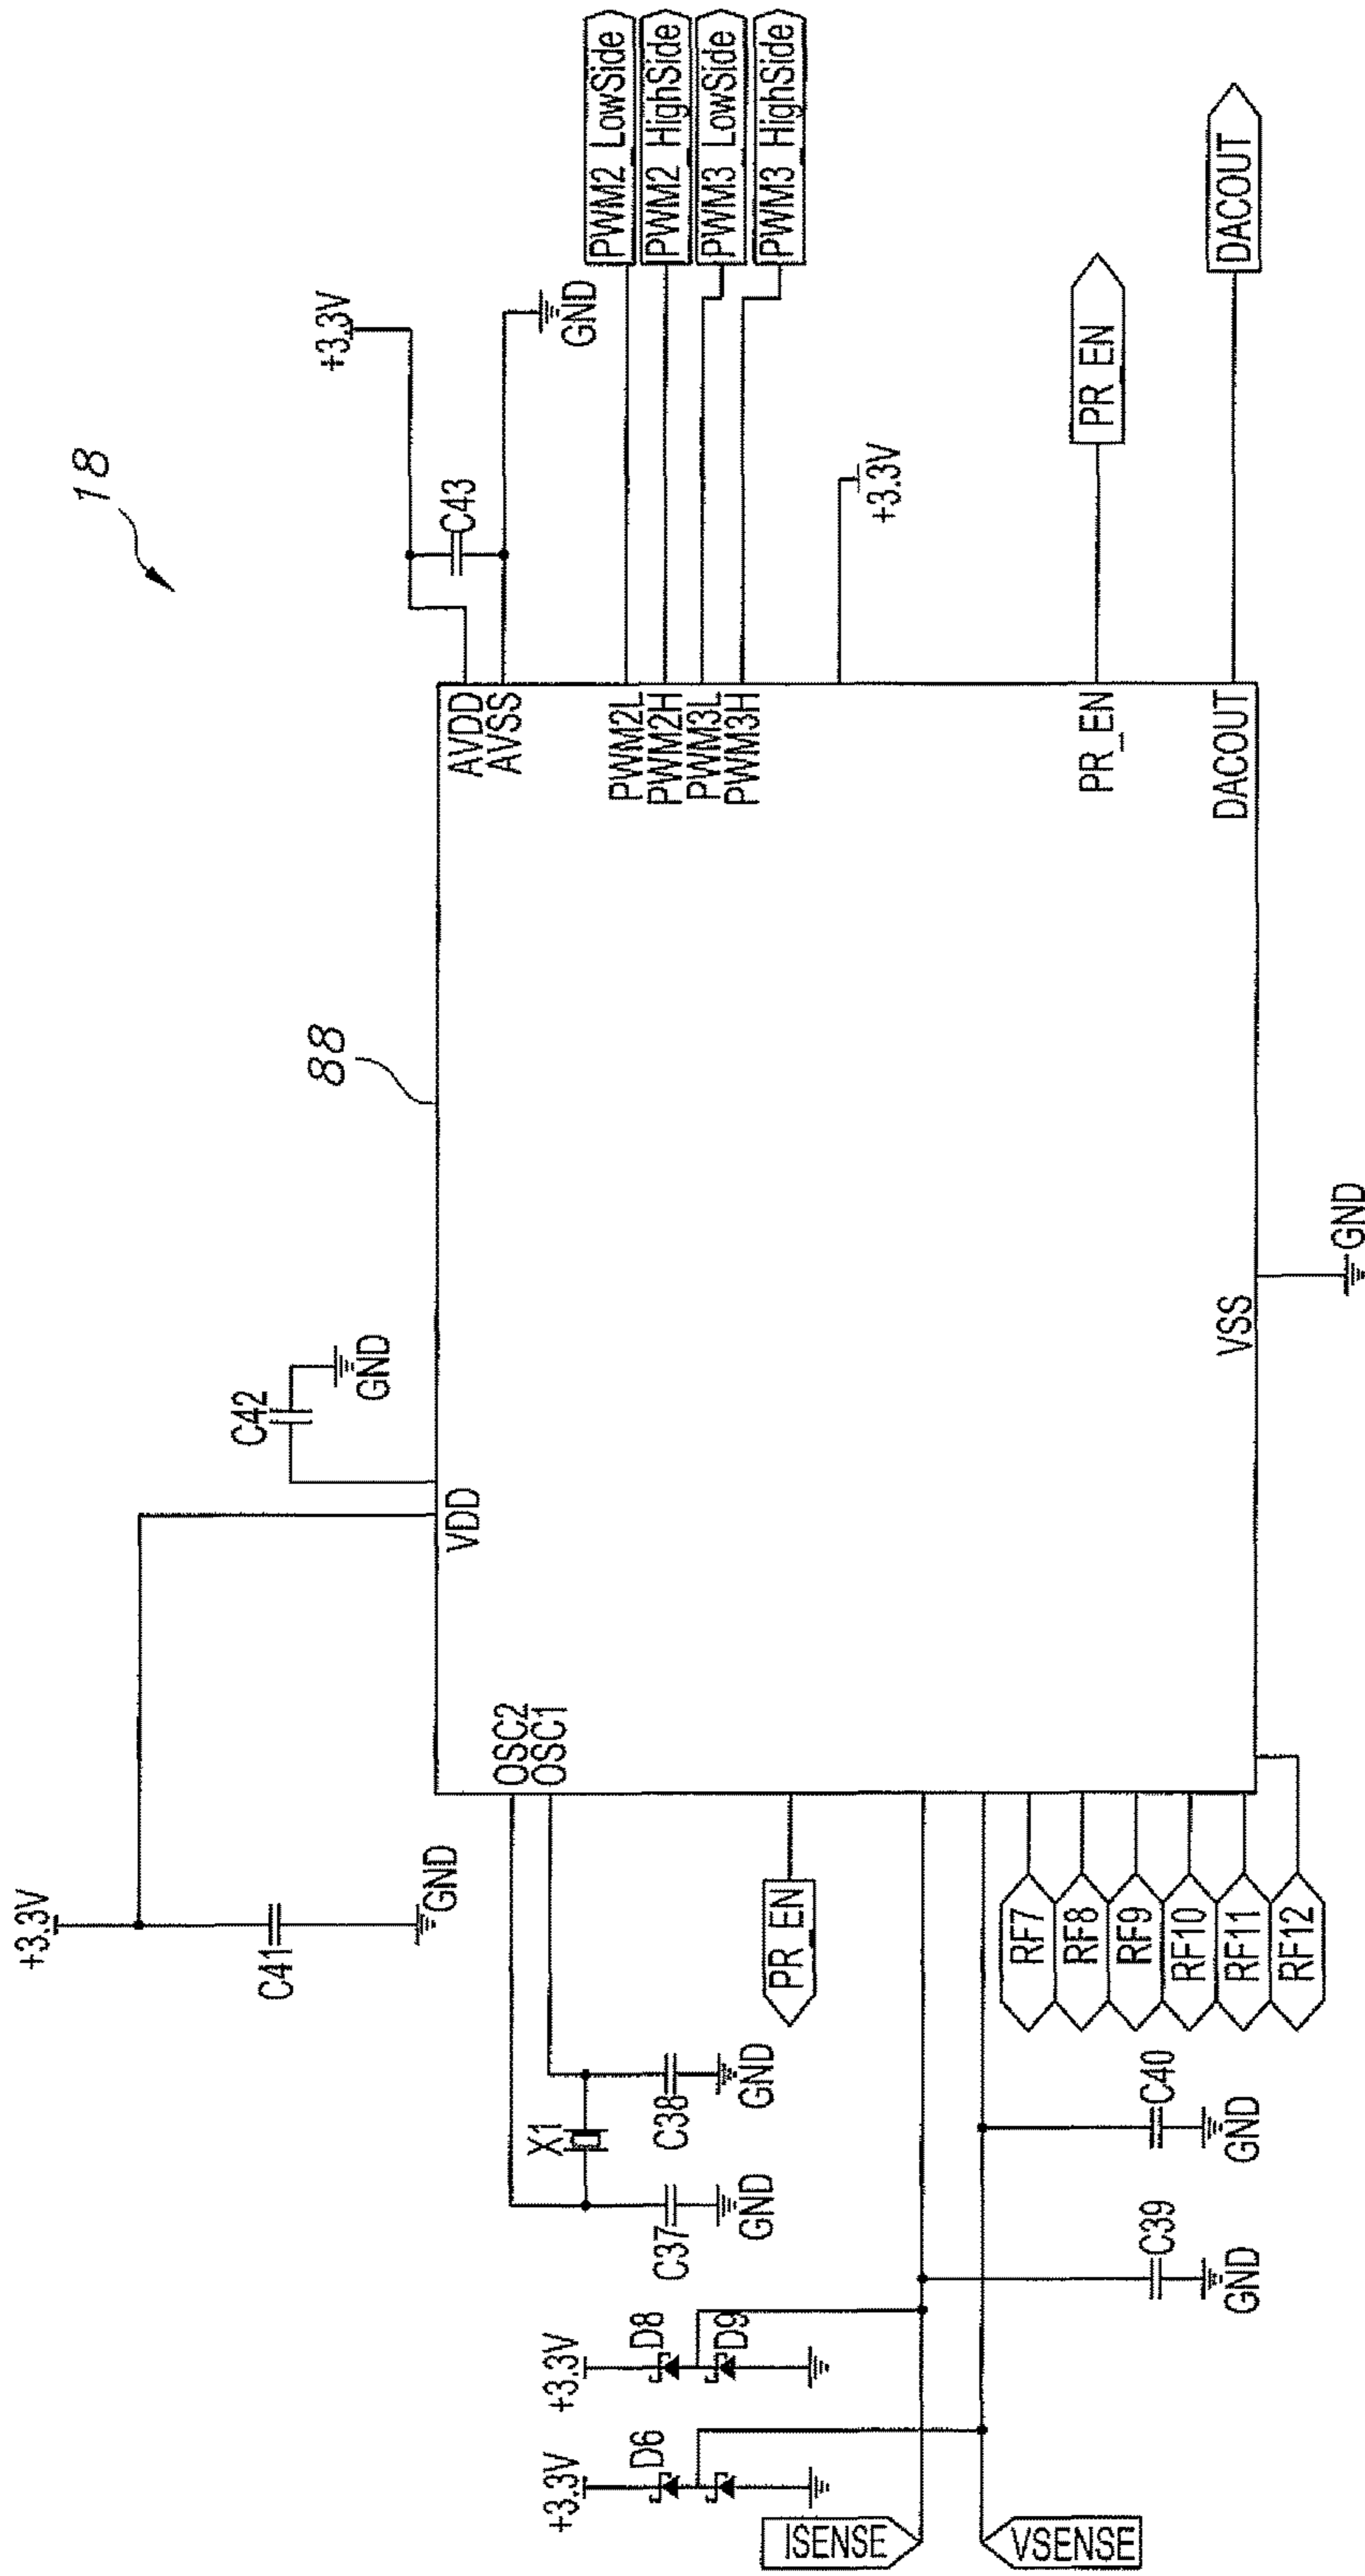 18
88
+3.3V
C41
GND
C42
GND
+3.3V
C43
GND
VDD
OSC2
OSC1
AVDD
AVSS
PWM2L
PWM2H
PWM3L
PWM3H
PWM2 LowSide
PWM2 HighSide
PWM3 LowSide
PWM3 HighSide
+3.3V
PR_EN
PR EN
DACOUT
DACOUT
VSS
GND
X1
C37
GND
C38
GND
PR EN
+3.3V
D6
+3.3V
D8
D9
ISENSE
VSENSE
C39
GND
C40
GND
RF7
RF8
RF9
RF10
RF11
RF12